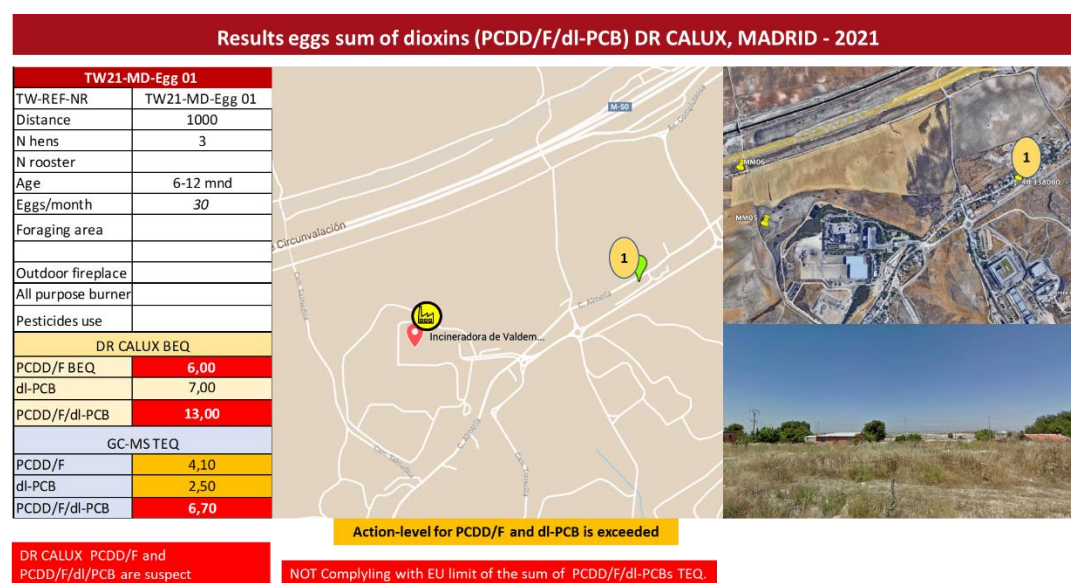 Results eggs sum of dioxins (PCDD/F/dl-PCB) DR CALUX, MADRID - 2021
TW21-MD-Egg 01
TW-REF-NR TW21-MD-Egg 01
Distance 1000
N hens 3
N rooster
Age 6-12 mnd
Eggs/month 30
Foraging area
Outdoor fireplace
All purpose burner
Pesticides use
DR CALUX BEQ
PCDD/F BEQ 6,00
dl-PCB 7,00
PCDD/F/dl-PCB 13,00
GC-MS TEQ
PCDD/F 4,10
dl-PCB 2,50
PCDD/F/dl-PCB 6,70
M-50
e Circunvalación
1
C. Almería
Incineradora de Valdem...
C. Almería
MM06
MM05
1
40.338000
Action-level for PCDD/F and dl-PCB is exceeded
DR CALUX PCDD/F and
PCDD/F/dl/PCB are suspect
NOT Complyling with EU limit of the sum of PCDD/F/dl-PCBs TEQ.